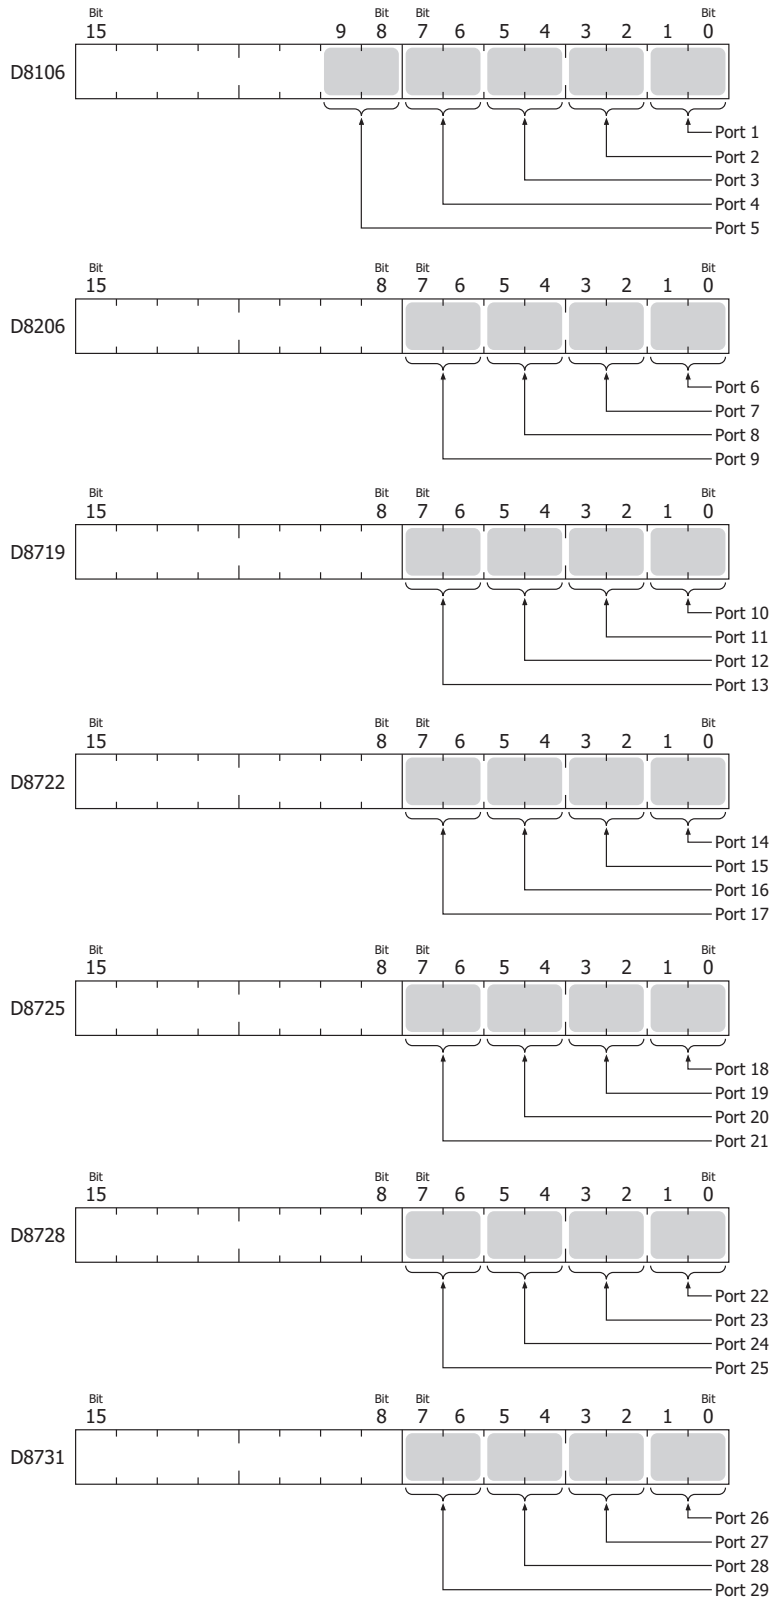 Bit Bit Bit Bit
15 9 8 7 6 5 4 3 2 1 0
D8106
Port 1
Port 2
Port 3
Port 4
Port 5
Bit Bit Bit Bit
15 8 7 6 5 4 3 2 1 0
D8206
Port 6
Port 7
Port 8
Port 9
Bit Bit Bit Bit
15 8 7 6 5 4 3 2 1 0
D8719
Port 10
Port 11
Port 12
Port 13
Bit Bit Bit Bit
15 8 7 6 5 4 3 2 1 0
D8722
Port 14
Port 15
Port 16
Port 17
Bit Bit Bit Bit
15 8 7 6 5 4 3 2 1 0
D8725
Port 18
Port 19
Port 20
Port 21
Bit Bit Bit Bit
15 8 7 6 5 4 3 2 1 0
D8728
Port 22
Port 23
Port 24
Port 25
Bit Bit Bit Bit
15 8 7 6 5 4 3 2 1 0
D8731
Port 26
Port 27
Port 28
Port 29